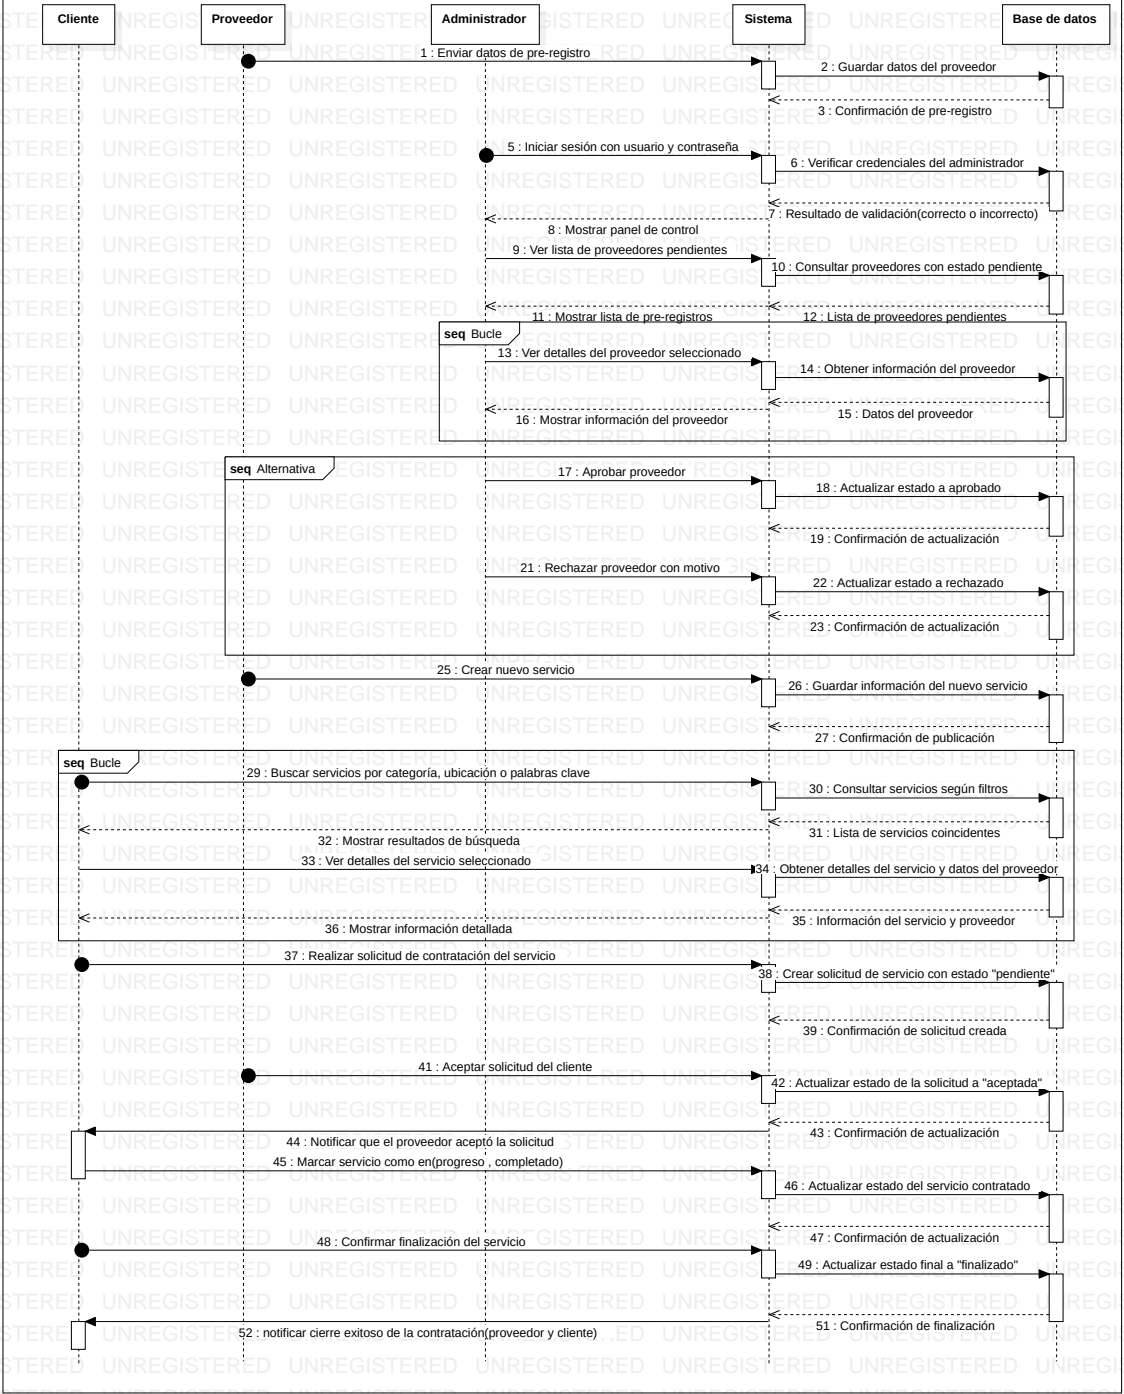 Cliente
Proveedor
Administrador
Sistema
Base de datos
1 : Enviar datos de pre-registro
2 : Guardar datos del proveedor
3 : Confirmación de pre-registro
5 : Iniciar sesión con usuario y contraseña
6 : Verificar credenciales del administrador
7 : Resultado de validación(correcto o incorrecto)
8 : Mostrar panel de control
9 : Ver lista de proveedores pendientes
10 : Consultar proveedores con estado pendiente
11 : Mostrar lista de pre-registros
12 : Lista de proveedores pendientes
seq Bucle
13 : Ver detalles del proveedor seleccionado
14 : Obtener información del proveedor
15 : Datos del proveedor
16 : Mostrar información del proveedor
seq Alternativa
17 : Aprobar proveedor
18 : Actualizar estado a aprobado
19 : Confirmación de actualización
21 : Rechazar proveedor con motivo
22 : Actualizar estado a rechazado
23 : Confirmación de actualización
25 : Crear nuevo servicio
26 : Guardar información del nuevo servicio
27 : Confirmación de publicación
seq Bucle
29 : Buscar servicios por categoría, ubicación o palabras clave
30 : Consultar servicios según filtros
31 : Lista de servicios coincidentes
32 : Mostrar resultados de búsqueda
33 : Ver detalles del servicio seleccionado
34 : Obtener detalles del servicio y datos del proveedor
35 : Información del servicio y proveedor
36 : Mostrar información detallada
37 : Realizar solicitud de contratación del servicio
38 : Crear solicitud de servicio con estado "pendiente"
39 : Confirmación de solicitud creada
41 : Aceptar solicitud del cliente
42 : Actualizar estado de la solicitud a "aceptada"
43 : Confirmación de actualización
44 : Notificar que el proveedor aceptó la solicitud
45 : Marcar servicio como en(progreso , completado)
46 : Actualizar estado del servicio contratado
47 : Confirmación de actualización
48 : Confirmar finalización del servicio
49 : Actualizar estado final a "finalizado"
51 : Confirmación de finalización
52 : notificar cierre exitoso de la contratación(proveedor y cliente)